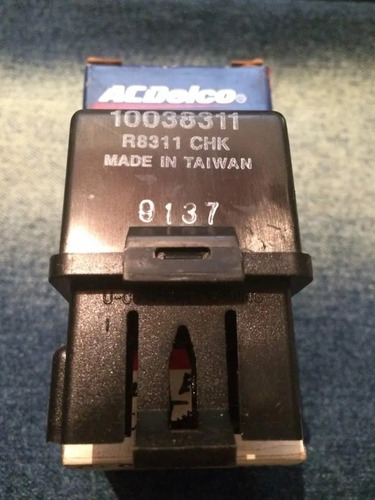 ACDelco®
10038311
R8311 CHK
MADE IN TAIWAN
9137